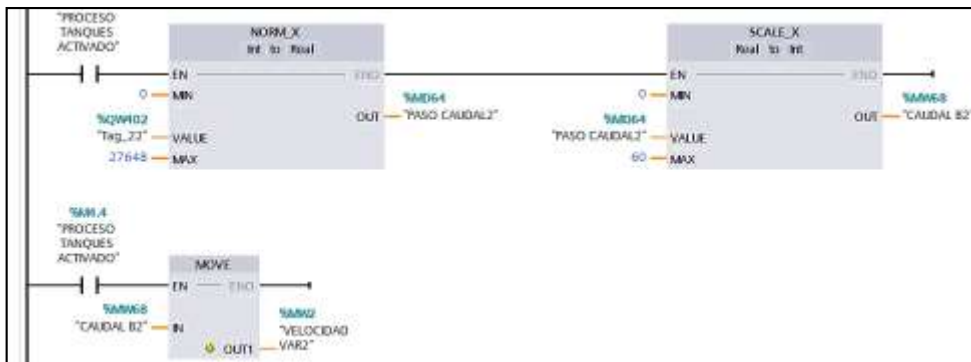 "PROCESO
TANQUES
ACTIVADO"
NORM_X
Int to Real
EN
ENO
0
MIN
%QW402
"Tag_22"
VALUE
27648
MAX
OUT
%MD64
"PASO CAUDAL2"
SCALE_X
Real to Int
EN
ENO
0
MIN
%MD64
"PASO CAUDAL2"
VALUE
60
MAX
OUT
%MW68
"CAUDAL B2"
"PROCESO
TANQUES
ACTIVADO"
MOVE
EN
ENO
%MW68
"CAUDAL B2"
IN
OUT1
%MW2
"VELOCIDAD
VAR2"